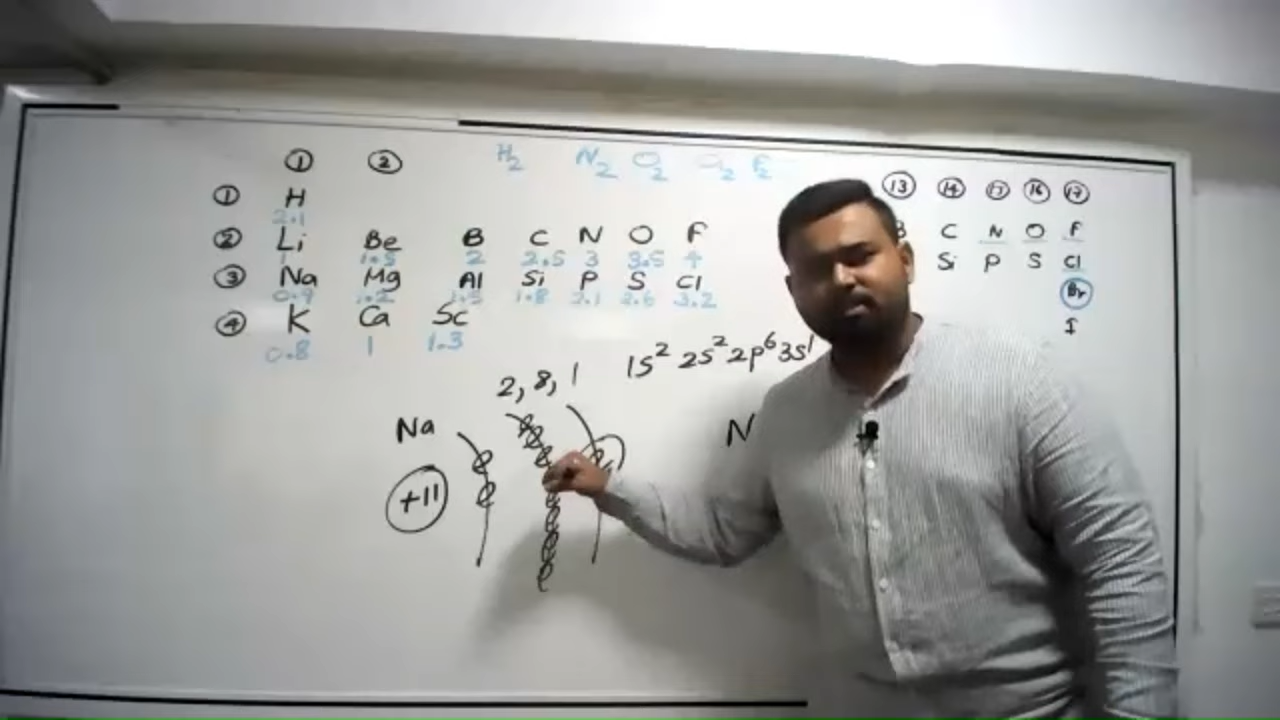 ① ② H₂ N₂ O₂ O₂ F₂ ⑬ ⑭ ⑮ ⑯ ⑰
① H
2.1
② Li Be B C N O F B C N O F
1 1.5 2 2.5 3 3.5 4
③ Na Mg Al Si P S Cl Si P S Cl
0.9 1.2 1.5 1.8 2.1 2.6 3.2
Br
④ K Ca Sc I
0.8 1 1.3
2, 8, 1 1s² 2s² 2p⁶ 3s¹
Na N
+11